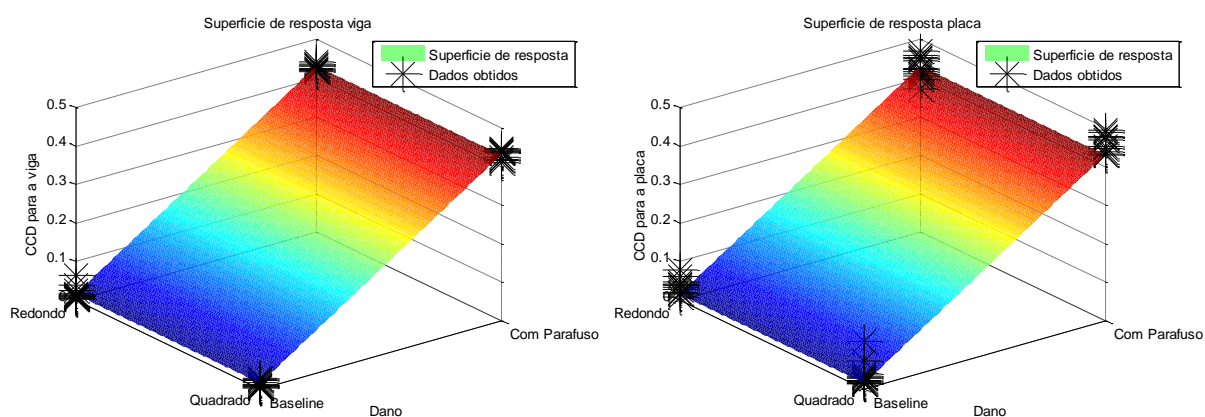 Superficie de resposta viga
Superficie de resposta
Dados obtidos
0.5
0.4
0.3
0.2
0.1
0
CCD para a viga
Redondo
Quadrado
Baseline
Com Parafuso
Dano
Superficie de resposta placa
Superficie de resposta
Dados obtidos
0.5
0.4
0.3
0.2
0.1
0
CCD para a placa
Redondo
Quadrado
Baseline
Com Parafuso
Dano